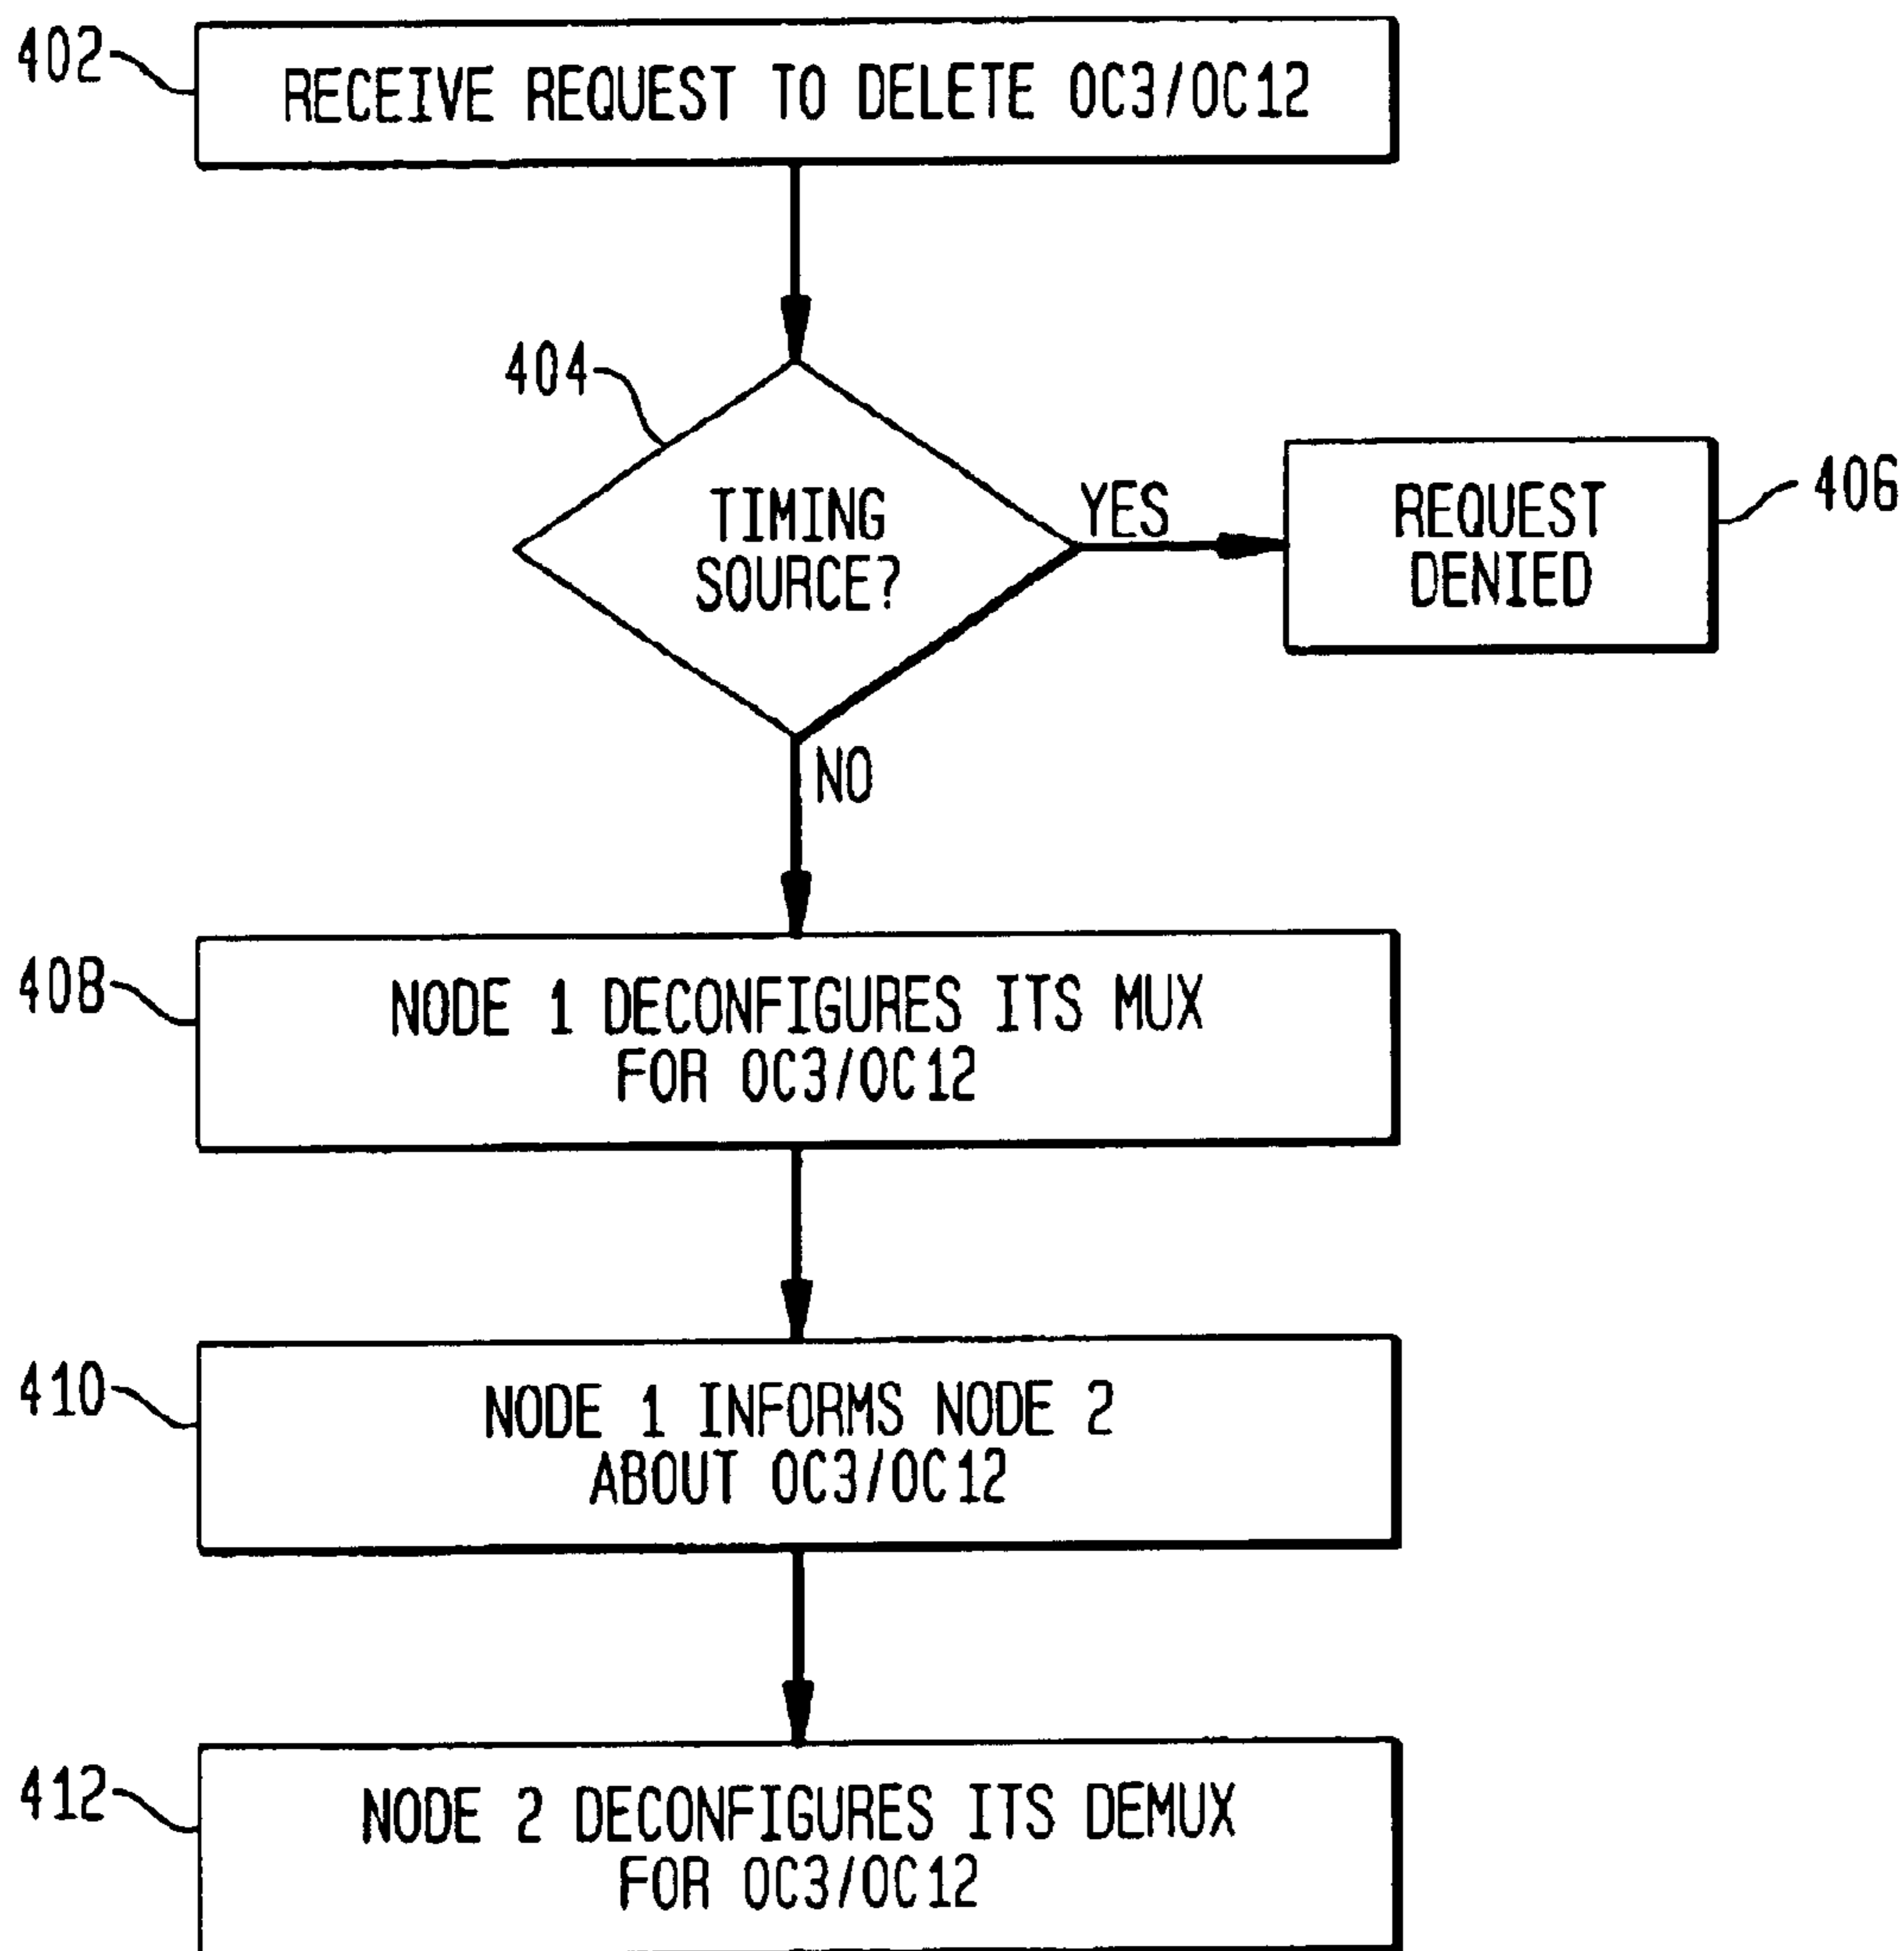 402
RECEIVE REQUEST TO DELETE OC3/OC12
404
TIMING
SOURCE?
YES
REQUEST
DENIED
406
NO
408
NODE 1 DECONFIGURES ITS MUX
FOR OC3/OC12
410
NODE 1 INFORMS NODE 2
ABOUT OC3/OC12
412
NODE 2 DECONFIGURES ITS DEMUX
FOR OC3/OC12